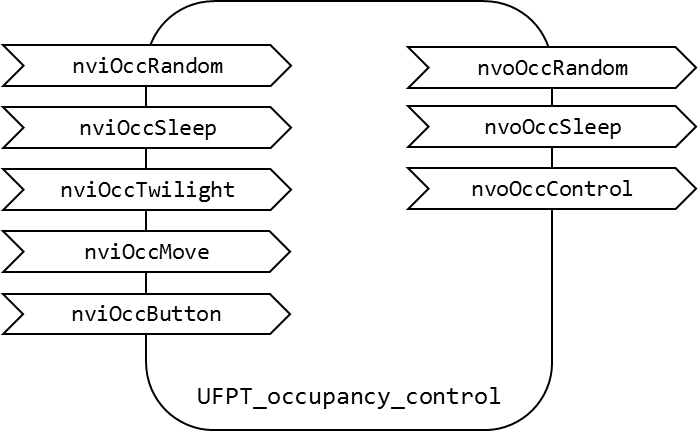 nviOccRandom
nviOccSleep
nviOccTwilight
nviOccMove
nviOccButton
nvoOccRandom
nvoOccSleep
nvoOccControl
UFPT_occupancy_control